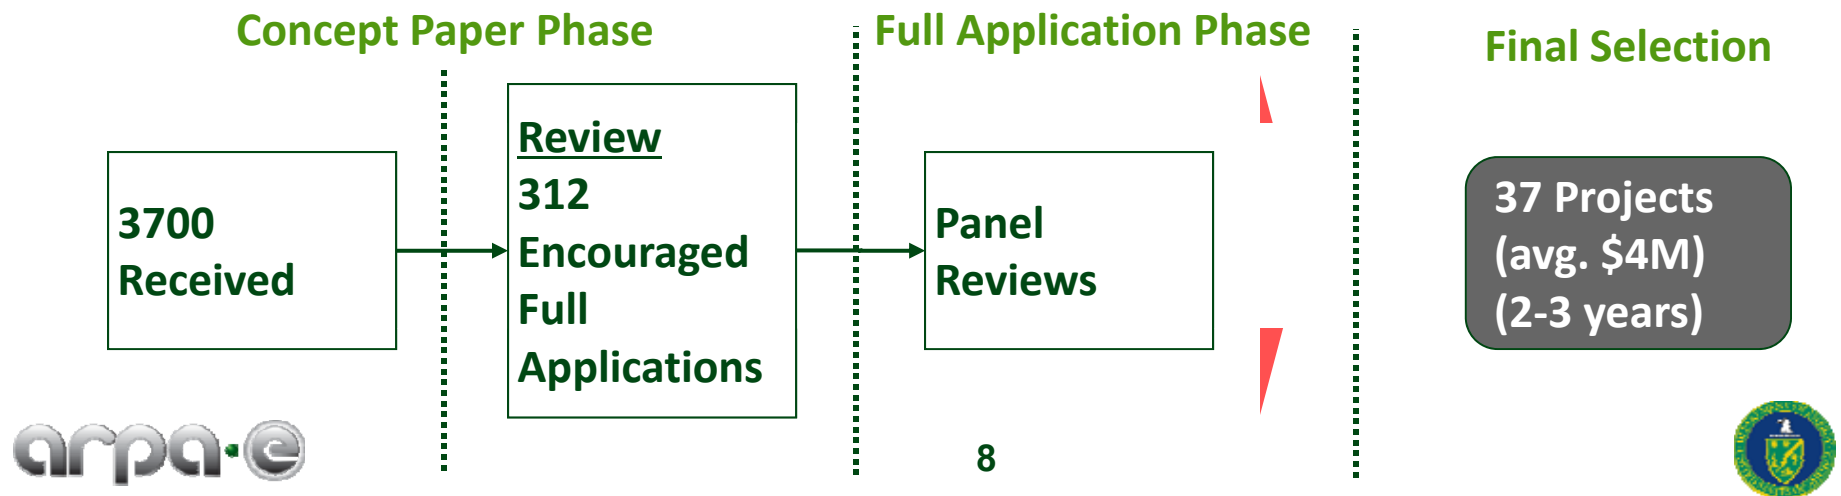 Concept Paper Phase
Full Application Phase
Final Selection
3700
Received
Review
312
Encouraged
Full
Applications
Panel
Reviews
37 Projects
(avg. $4M)
(2-3 years)
arpa·e
8